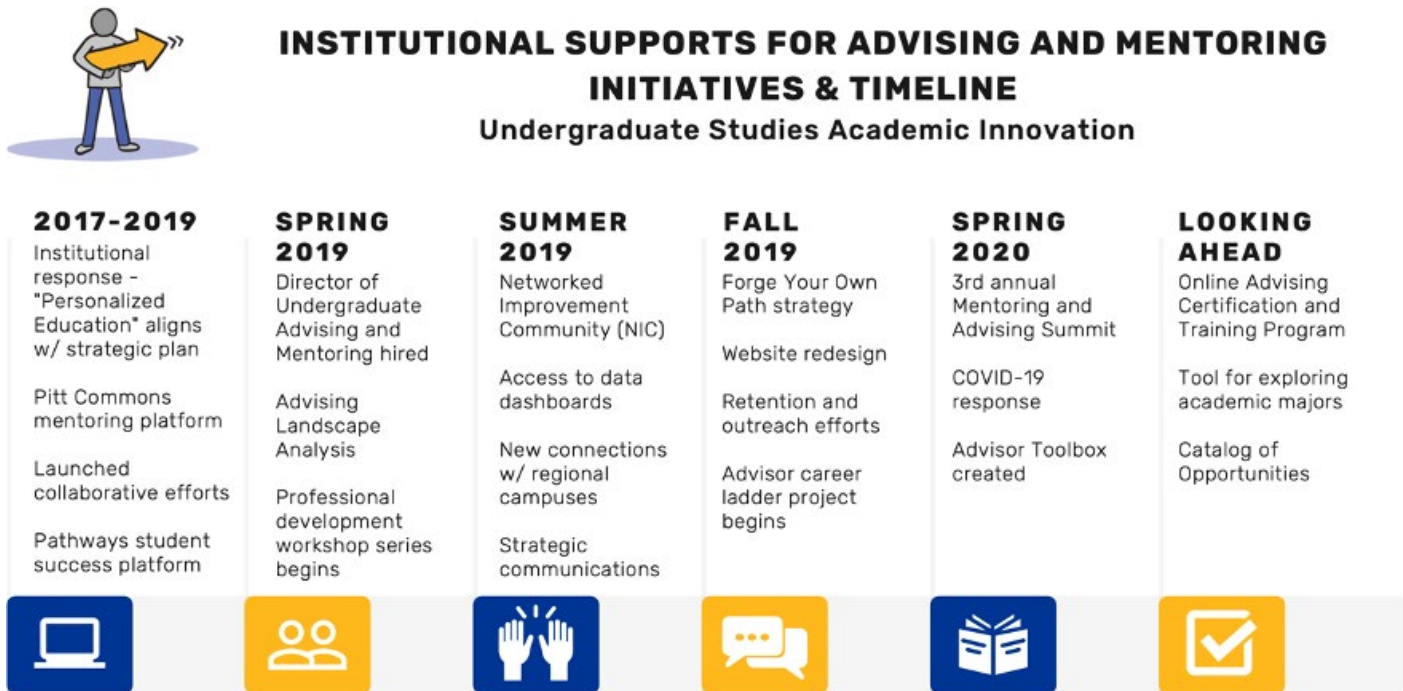 INSTITUTIONAL SUPPORTS FOR ADVISING AND MENTORING
INITIATIVES & TIMELINE
Undergraduate Studies Academic Innovation
2017-2019
Institutional
response -
"Personalized
Education" aligns
w/ strategic plan
Pitt Commons
mentoring platform
Launched
collaborative efforts
Pathways student
success platform
SPRING
2019
Director of
Undergraduate
Advising and
Mentoring hired
Advising
Landscape
Analysis
Professional
development
workshop series
begins
SUMMER
2019
Networked
Improvement
Community (NIC)
Access to data
dashboards
New connections
w/ regional
campuses
Strategic
communications
FALL
2019
Forge Your Own
Path strategy
Website redesign
Retention and
outreach efforts
Advisor career
ladder project
begins
SPRING
2020
3rd annual
Mentoring and
Advising Summit
COVID-19
response
Advisor Toolbox
created
LOOKING
AHEAD
Online Advising
Certification and
Training Program
Tool for exploring
academic majors
Catalog of
Opportunities